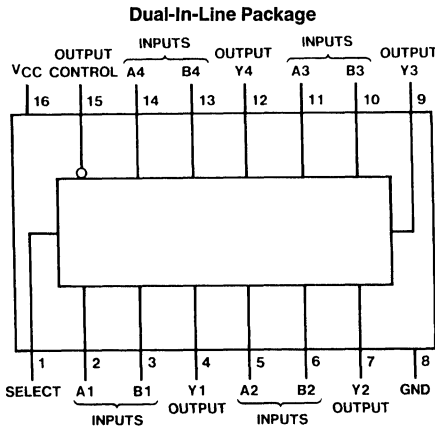 Dual-In-Line Package
INPUTS INPUTS
OUTPUT OUTPUT OUTPUT
VCC CONTROL A4 B4 Y4 A3 B3 Y3
16 15 14 13 12 11 10 9
1 2 3 4 5 6 7 8
SELECT A1 B1 Y1 A2 B2 Y2 GND
INPUTS OUTPUT INPUTS OUTPUT